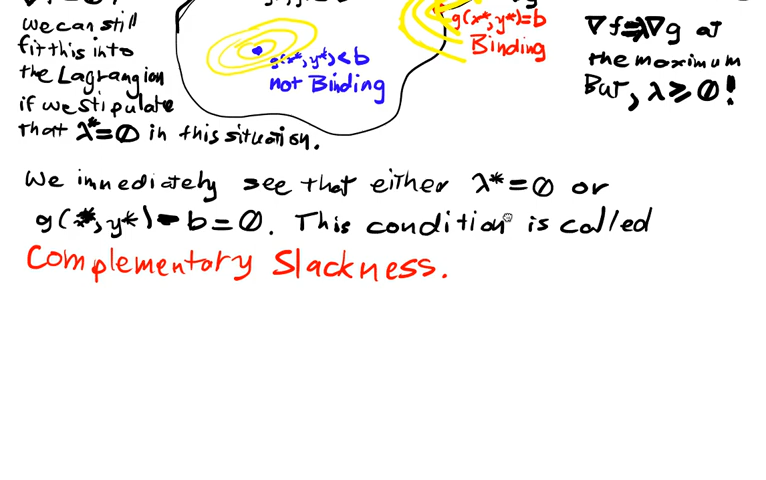 we can still
fit this into
the Lagrangian
if we stipulate
that λ*=0 in this situation.
g(x*,y*)<b
not Binding
g(x*,y*)=b
Binding
∇f=λ∇g at
the maximum
But, λ≥0!
We immediately see that either λ*=0 or
g(x*,y*)-b=0. This condition is called
Complementary Slackness.